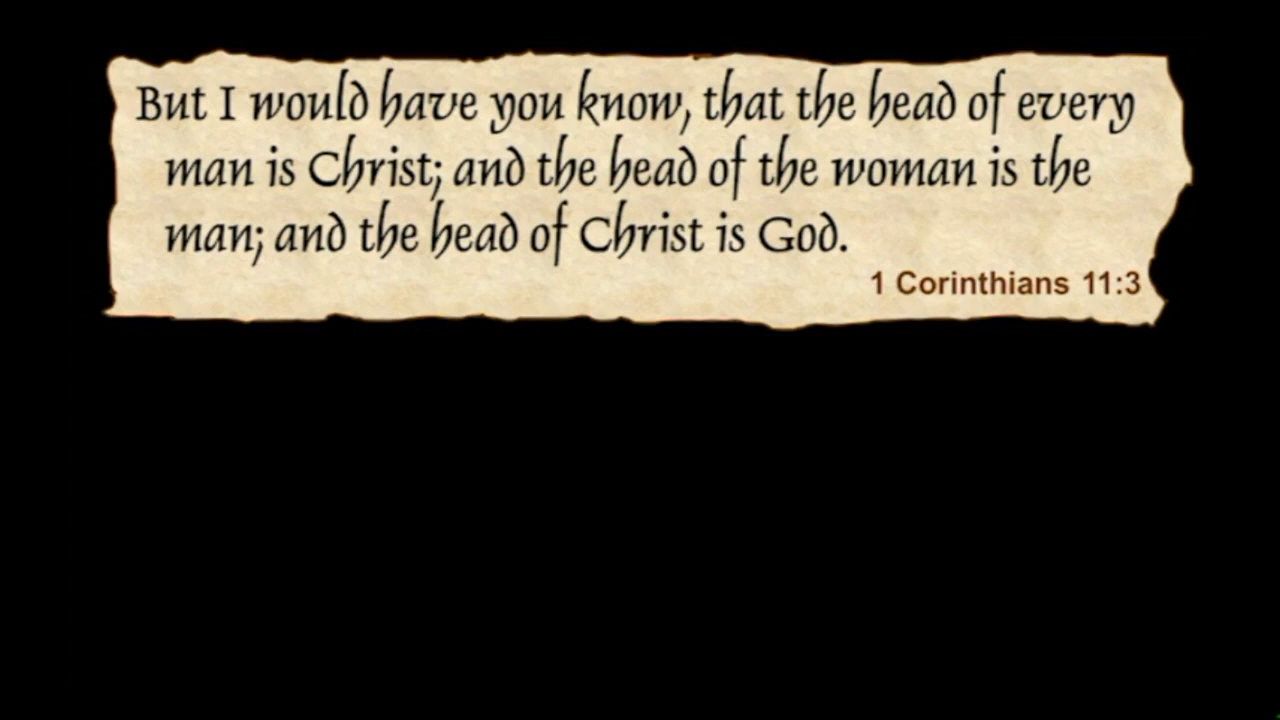 But I would have you know, that the head of every
man is Christ; and the head of the woman is the
man; and the head of Christ is God.
1 Corinthians 11:3